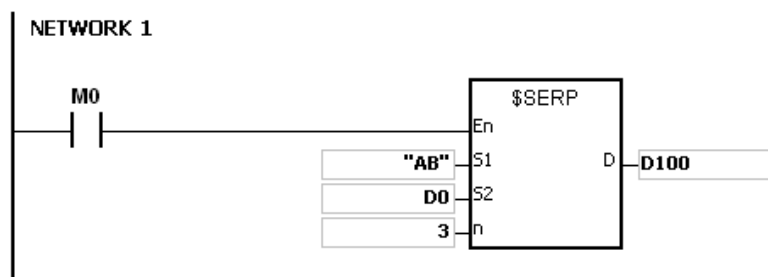 NETWORK 1
M0
$SERP
En
"AB" S1 D D100
D0 S2
3 n